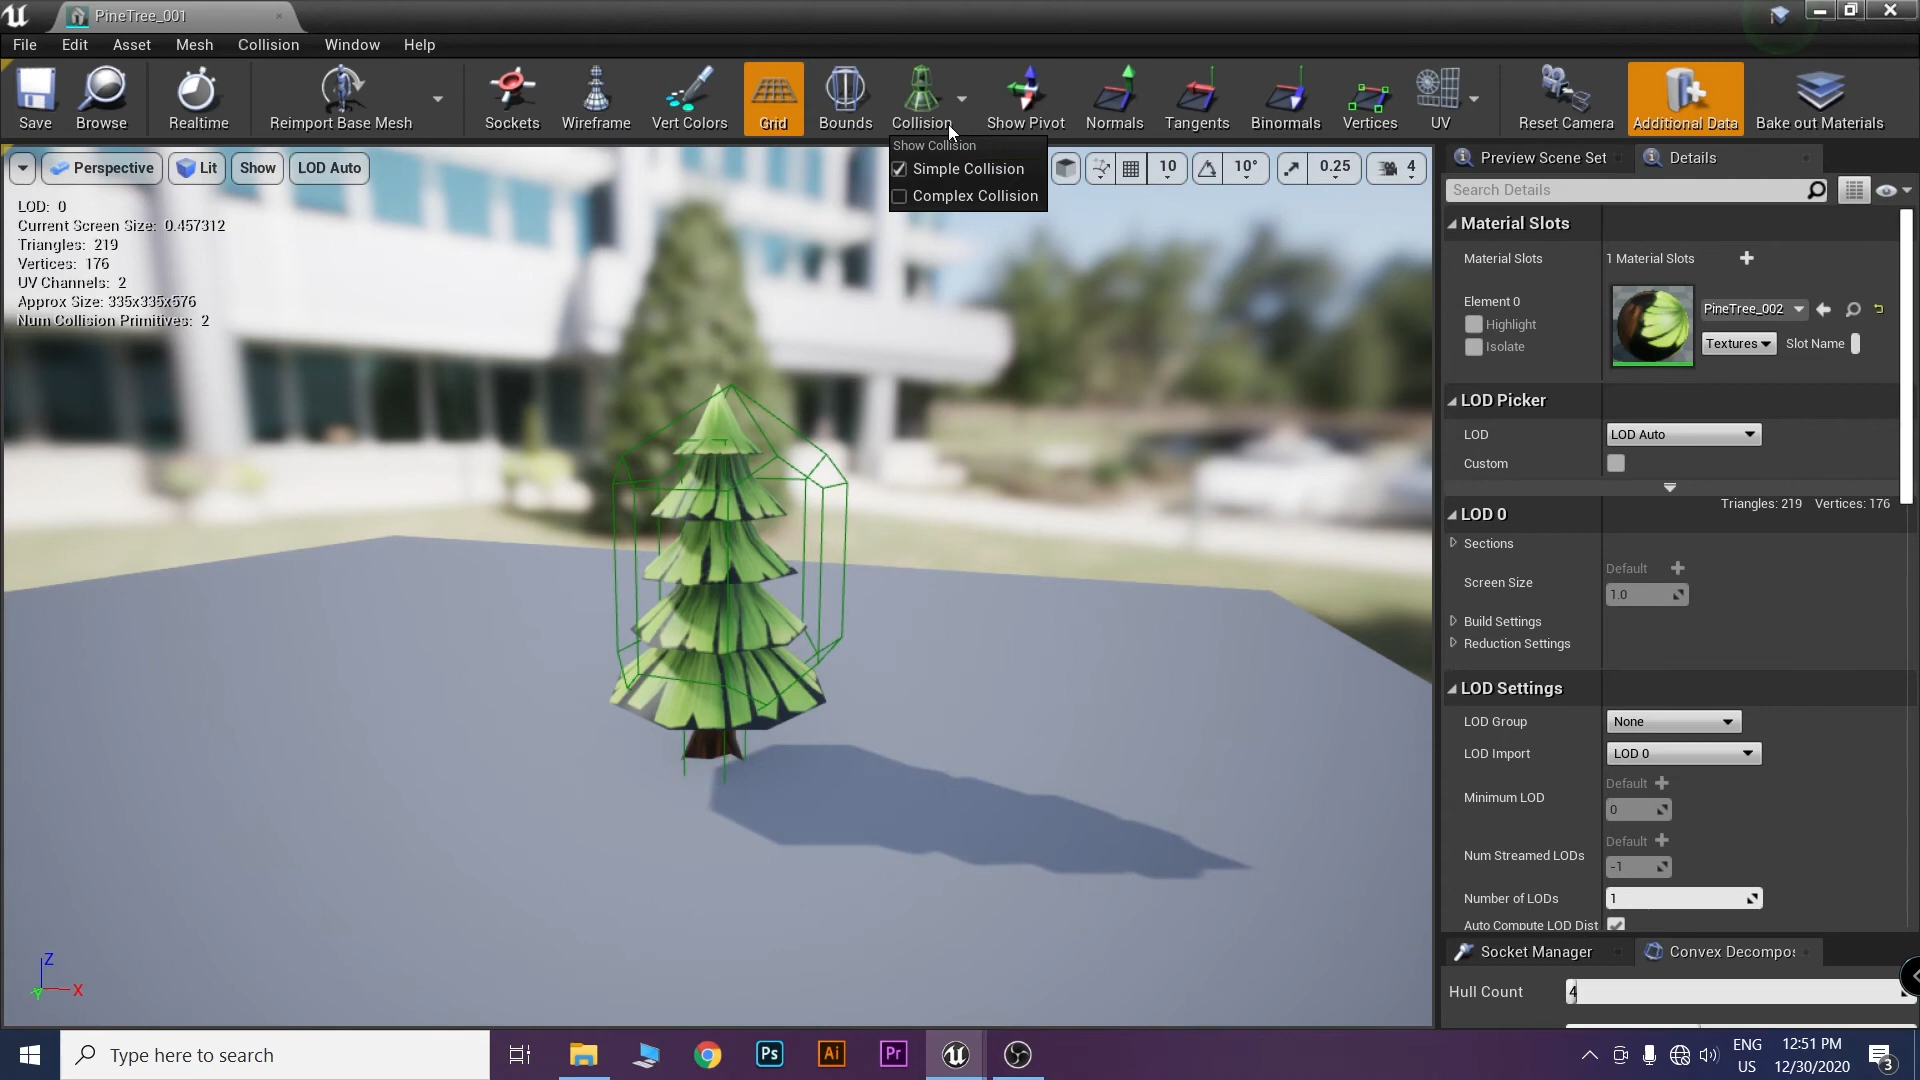 PineTree_001
File Edit Asset Mesh Collision Window Help
Save Browse Realtime Reimport Base Mesh Sockets Wireframe Vert Colors Grid Bounds Collision Show Pivot Normals Tangents Binormals Vertices UV Reset Camera Additional Data Bake out Materials
Show Collision
Simple Collision
Complex Collision
Perspective Lit Show LOD Auto
10 10° 0.25 4
LOD: 0
Current Screen Size: 0.457312
Triangles: 219
Vertices: 176
UV Channels: 2
Approx Size: 335x335x576
Num Collision Primitives: 2
Z
Y X
Preview Scene Set Details
Search Details
Material Slots
Material Slots 1 Material Slots
Element 0
Highlight
Isolate
PineTree_002
Textures Slot Name
LOD Picker
LOD LOD Auto
Custom
Triangles: 219 Vertices: 176
LOD 0
Sections
Screen Size Default
1.0
Build Settings
Reduction Settings
LOD Settings
LOD Group None
LOD Import LOD 0
Minimum LOD Default
0
Num Streamed LODs Default
-1
Number of LODs 1
Auto Compute LOD Dist
Socket Manager Convex Decompo
Hull Count 4
Type here to search
Ps Ai Pr
ENG
US
12:51 PM
12/30/2020
3